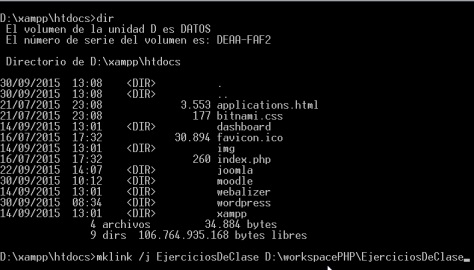 D:\xampp\htdocs>dir
El volumen de la unidad D es DATOS
El número de serie del volumen es: DEAA-FAF2
Directorio de D:\xampp\htdocs
30/09/2015 13:08 <DIR> .
30/09/2015 13:08 <DIR> ..
21/07/2015 23:08 3.553 applications.html
21/07/2015 23:08 177 bitnami.css
14/09/2015 13:01 <DIR> dashboard
16/07/2015 17:32 30.894 favicon.ico
14/09/2015 13:01 <DIR> img
16/07/2015 17:32 260 index.php
22/09/2015 14:07 <DIR> joomla
30/09/2015 10:12 <DIR> moodle
14/09/2015 13:01 <DIR> webalizer
30/09/2015 08:34 <DIR> wordpress
14/09/2015 13:01 <DIR> xampp
4 archivos 34.884 bytes
9 dirs 106.764.935.168 bytes libres
D:\xampp\htdocs>mklink /j EjerciciosDeClase D:\workspacePHP\EjerciciosDeClase_